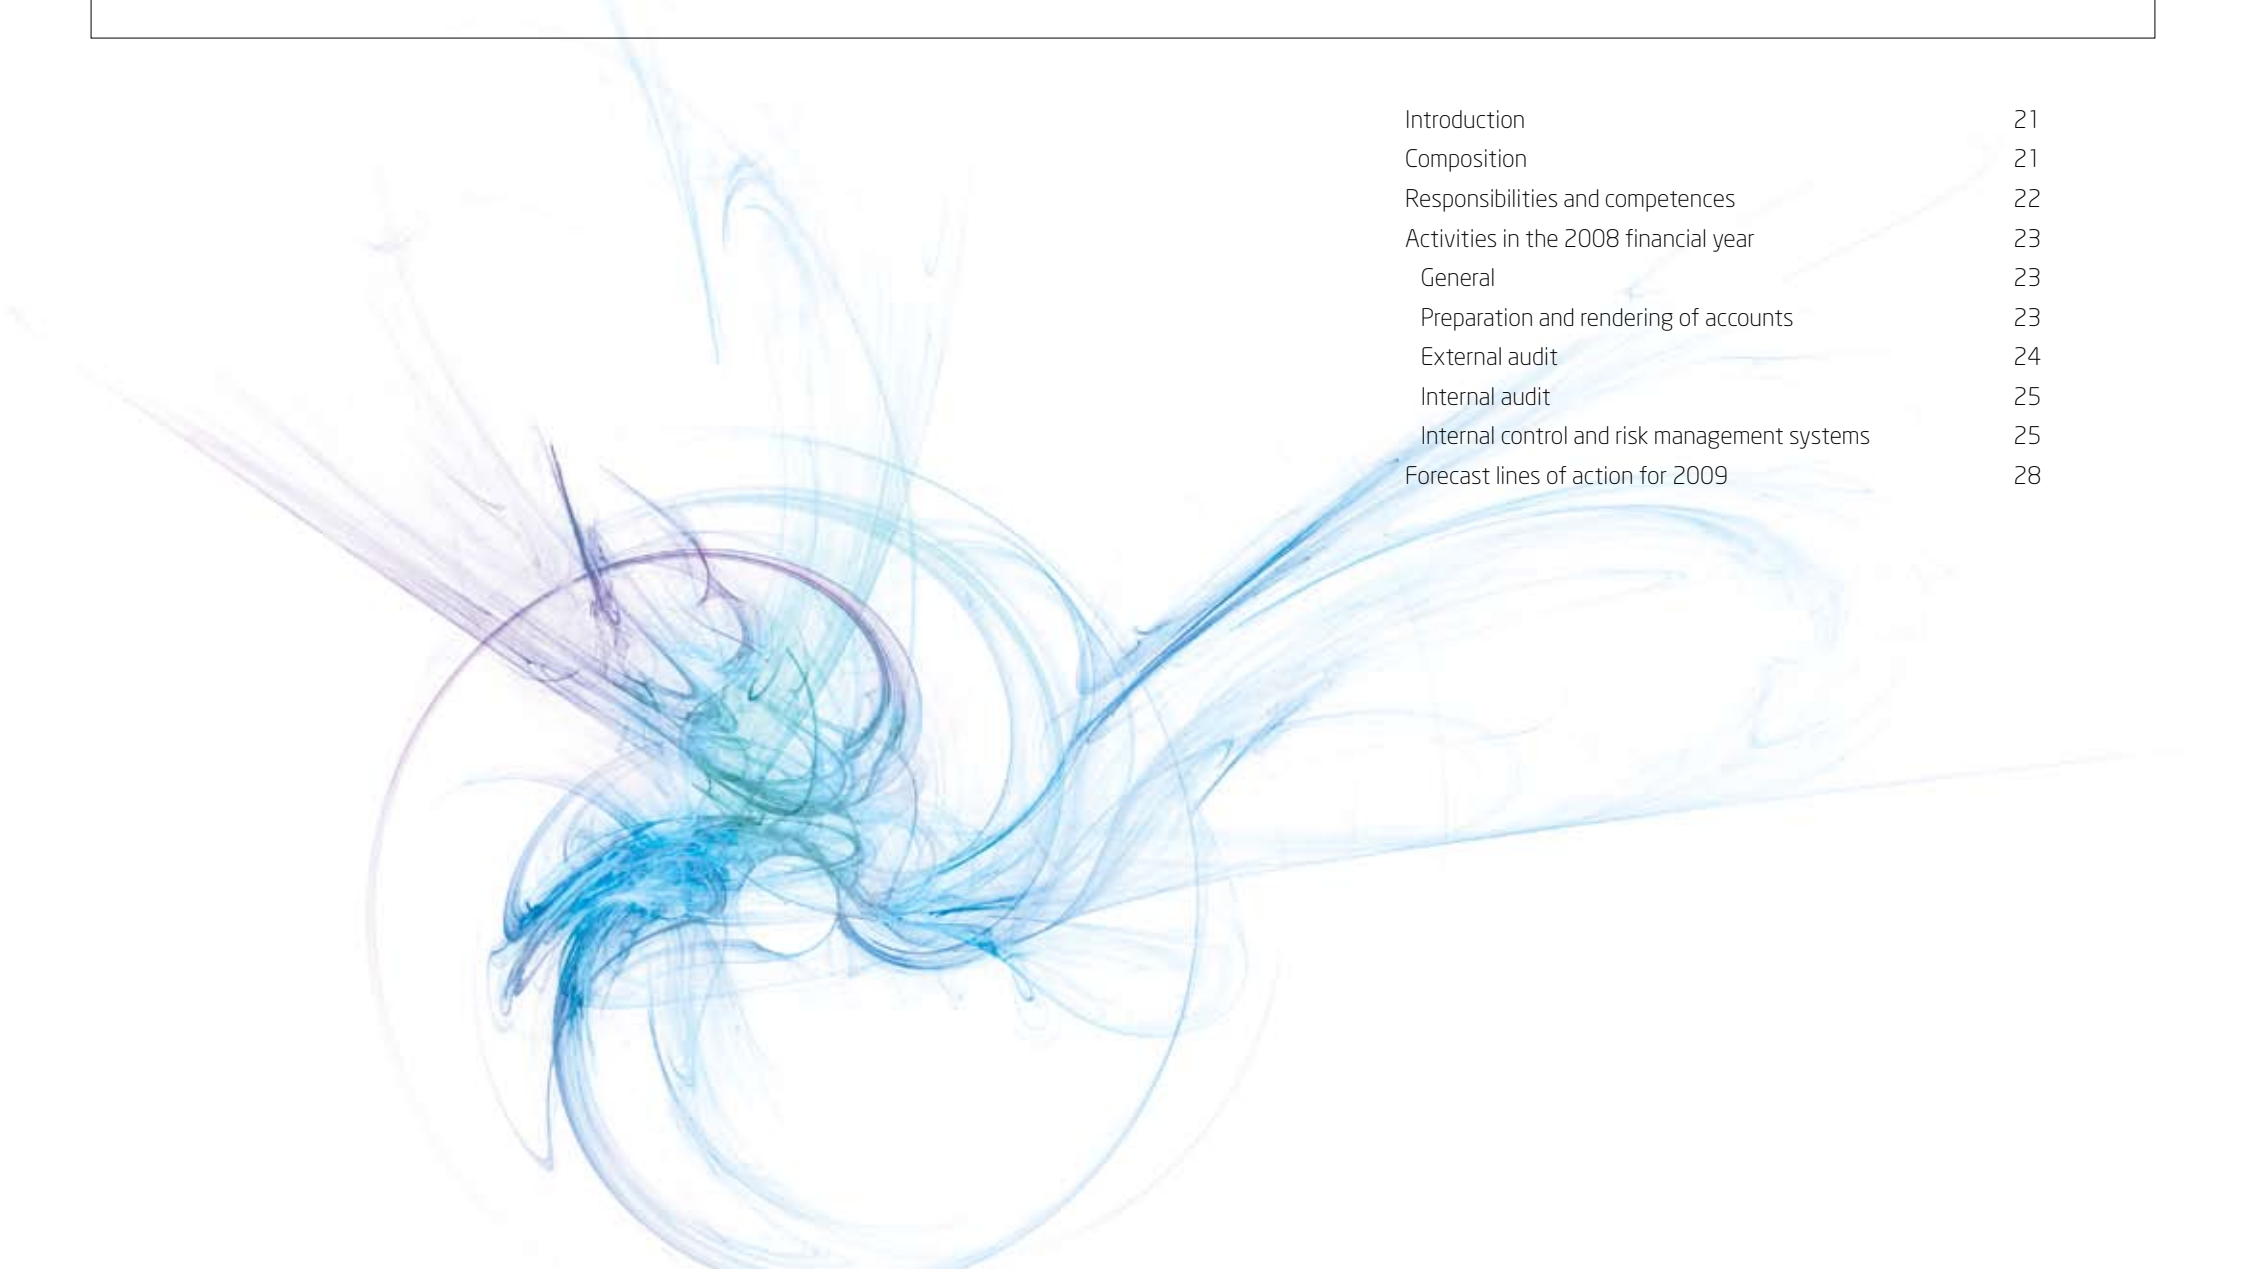 Introduction 21
Composition 21
Responsibilities and competences 22
Activities in the 2008 financial year 23
General 23
Preparation and rendering of accounts 23
External audit 24
Internal audit 25
Internal control and risk management systems 25
Forecast lines of action for 2009 28